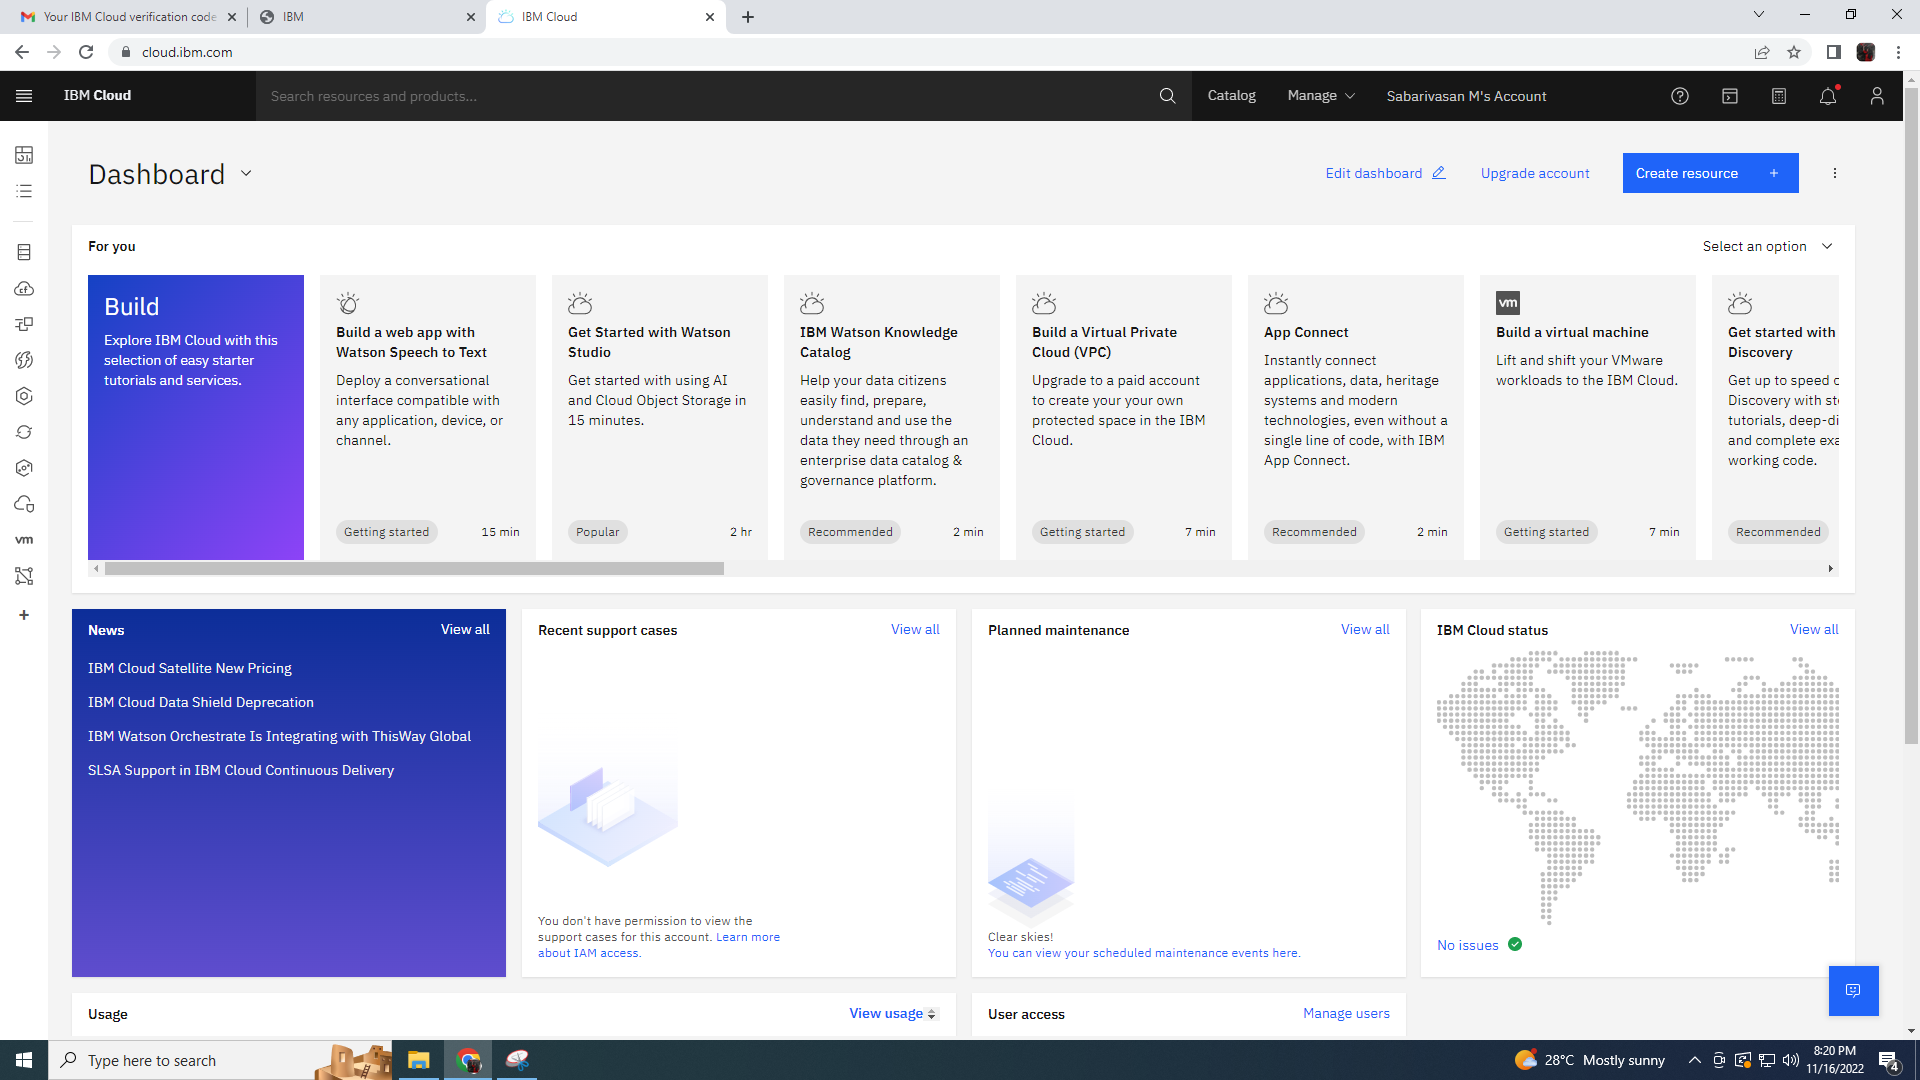 Your IBM Cloud verification code
IBM
IBM Cloud
cloud.ibm.com
IBM Cloud
Search resources and products...
Catalog
Manage
Sabarivasan M's Account
Dashboard
Edit dashboard
Upgrade account
Create resource +
For you
Select an option
Build
Explore IBM Cloud with this
selection of easy starter
tutorials and services.
Build a web app with
Watson Speech to Text
Deploy a conversational
interface compatible with
any application, device, or
channel.
Getting started
15 min
Get Started with Watson
Studio
Get started with using AI
and Cloud Object Storage in
15 minutes.
Popular
2 hr
IBM Watson Knowledge
Catalog
Help your data citizens
easily find, prepare,
understand and use the
data they need through an
enterprise data catalog &
governance platform.
Recommended
2 min
Build a Virtual Private
Cloud (VPC)
Upgrade to a paid account
to create your your own
protected space in the IBM
Cloud.
Getting started
7 min
App Connect
Instantly connect
applications, data, heritage
systems and modern
technologies, even without a
single line of code, with IBM
App Connect.
Recommended
2 min
vm
Build a virtual machine
Lift and shift your VMware
workloads to the IBM Cloud.
Getting started
7 min
Get started with
Discovery
Get up to speed
Discovery with
tutorials,
and complete
working code.
Recommended
vm
News
View all
IBM Cloud Satellite New Pricing
IBM Cloud Data Shield Deprecation
IBM Watson Orchestrate Is Integrating with ThisWay Global
SLSA Support in IBM Cloud Continuous Delivery
Recent support cases
View all
You don't have permission to view the
support cases for this account. Learn more
about IAM access.
Planned maintenance
View all
Clear skies!
You can view your scheduled maintenance events here.
IBM Cloud status
View all
No issues
Usage
View usage
User access
Manage users
Type here to search
28°C Mostly sunny
8:20 PM
11/16/2022
4